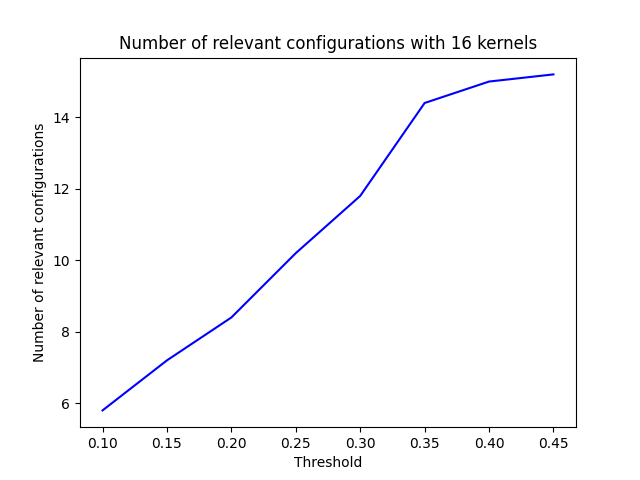 Number of relevant configurations with 16 kernels
14
12
10
8
6
Number of relevant configurations
0.10 0.15 0.20 0.25 0.30 0.35 0.40 0.45
Threshold